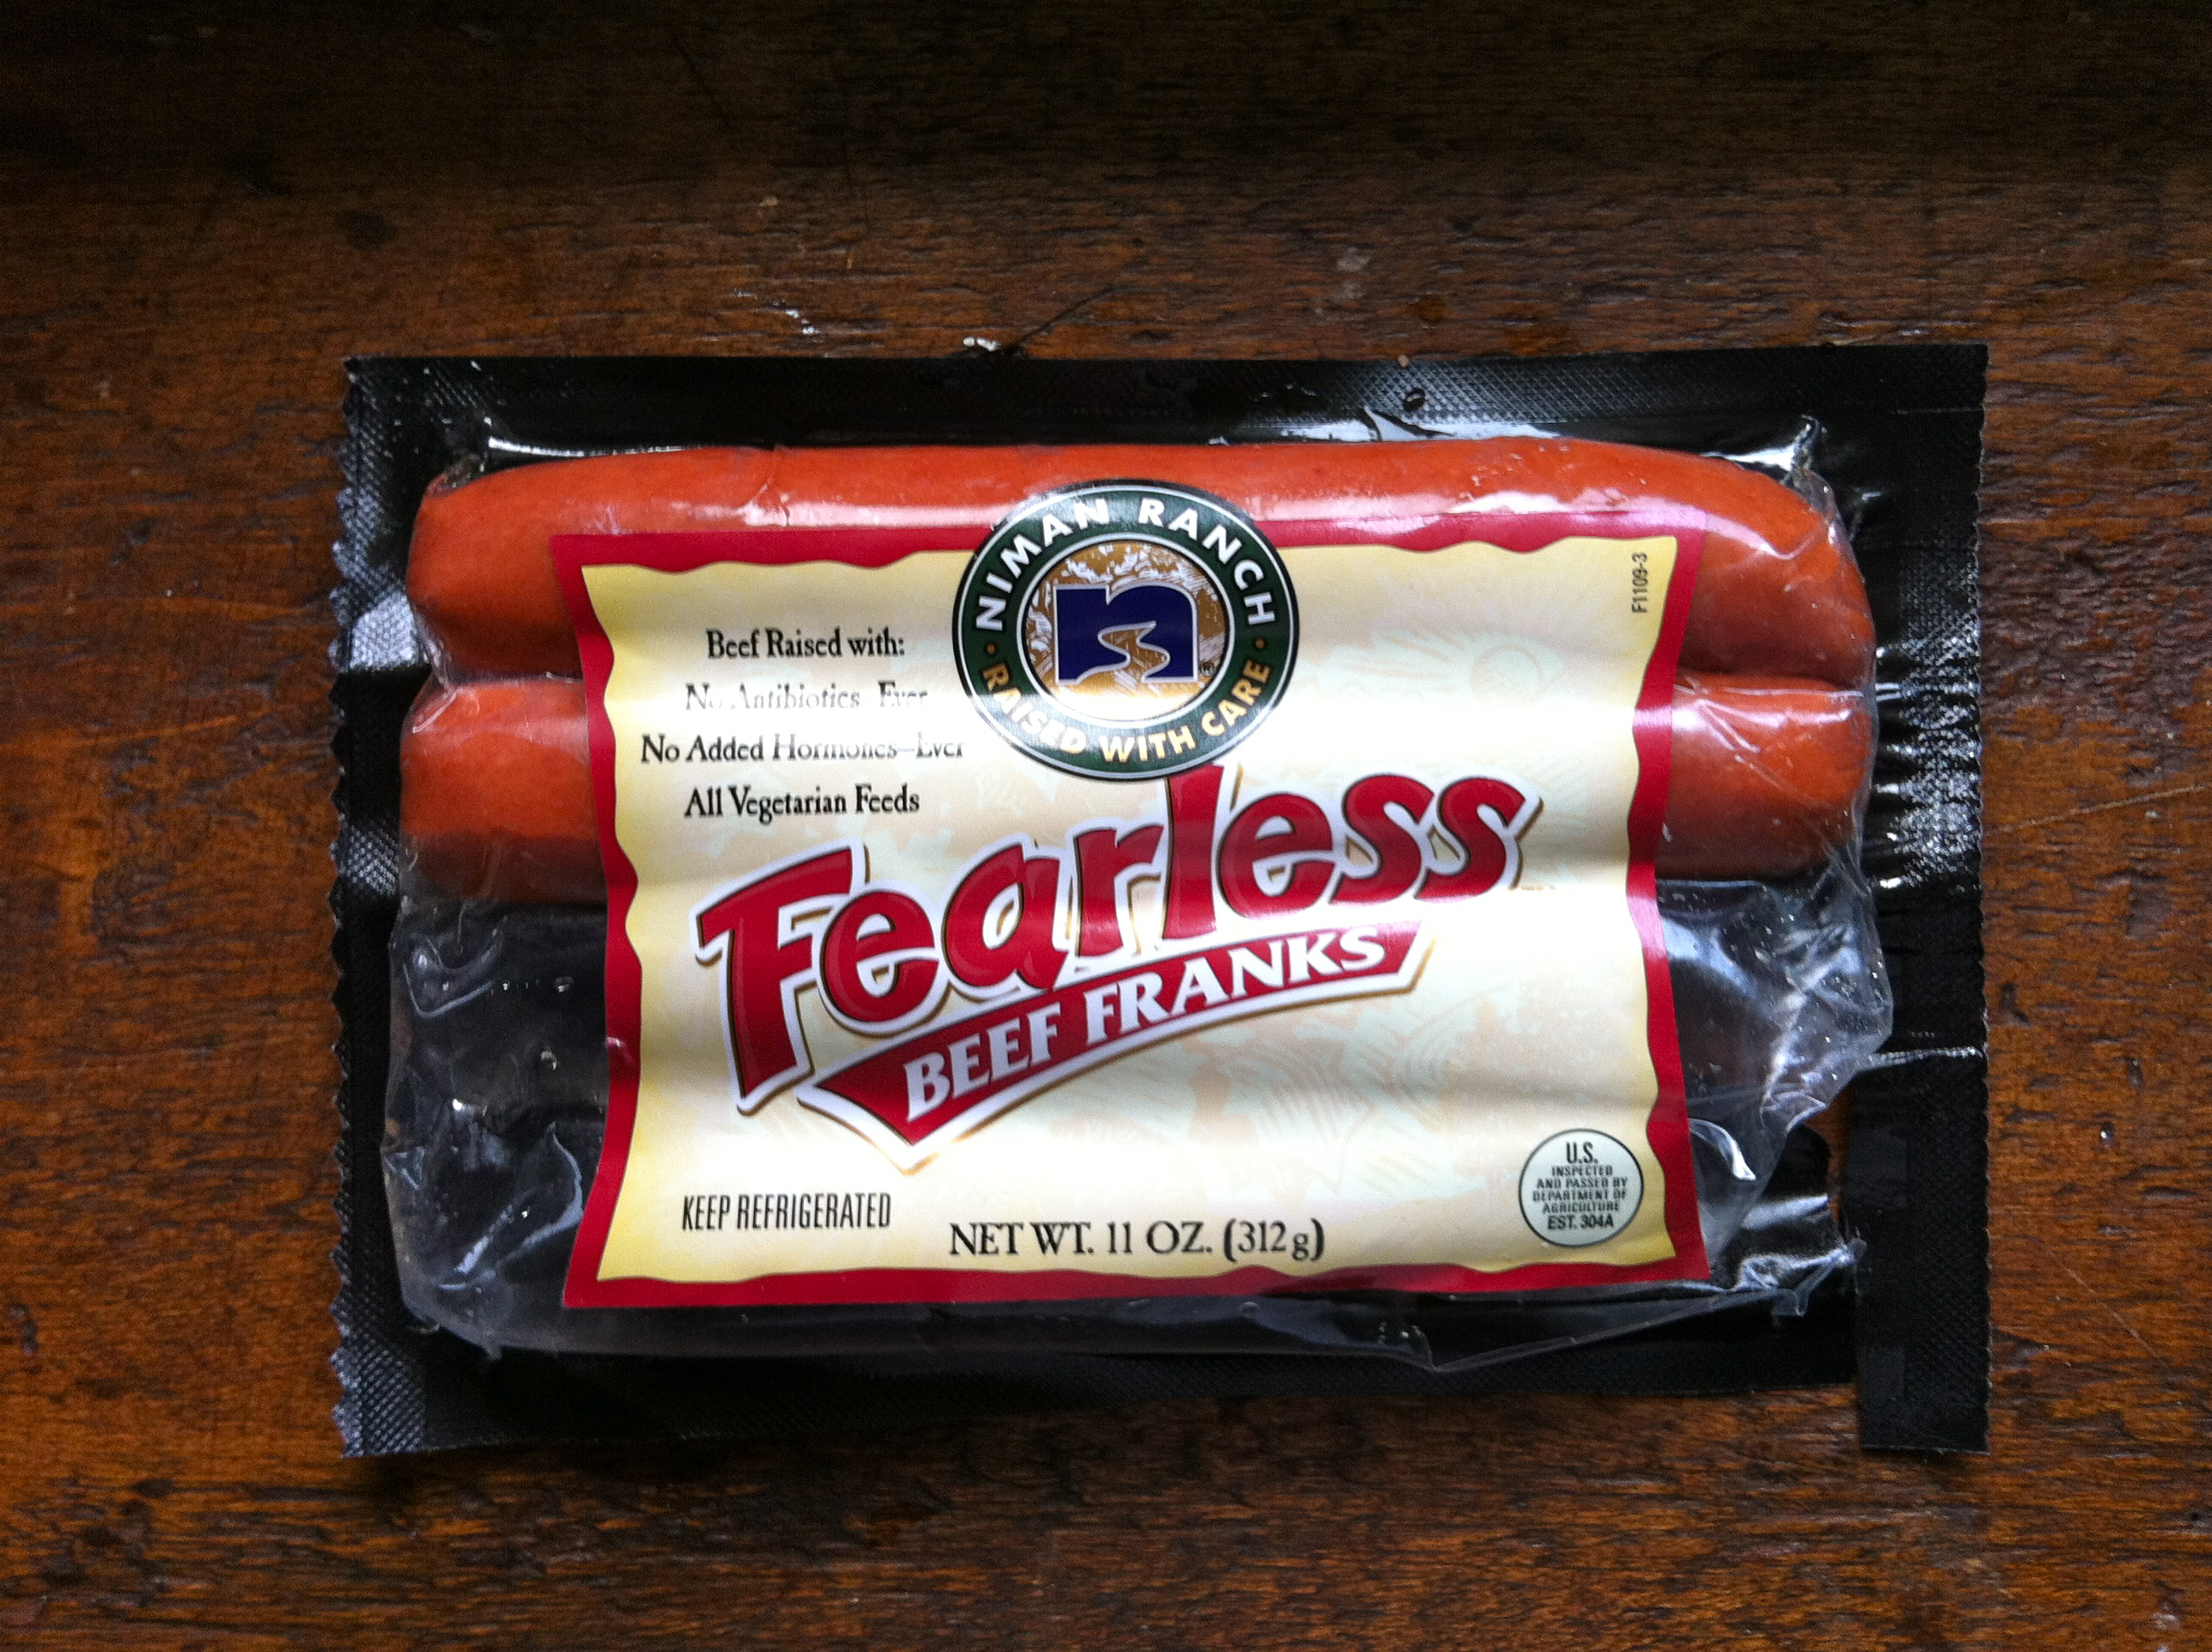 NIMAN RANCH
RAISED WITH CARE
n
®
F1109-3
Beef Raised with:
No Antibiotics–Ever
No Added Hormones–Ever
All Vegetarian Feeds
Fearless
BEEF FRANKS
KEEP REFRIGERATED
NET WT. 11 OZ. (312g)
U.S.
INSPECTED
AND PASSED BY
DEPARTMENT OF
AGRICULTURE
EST. 304A